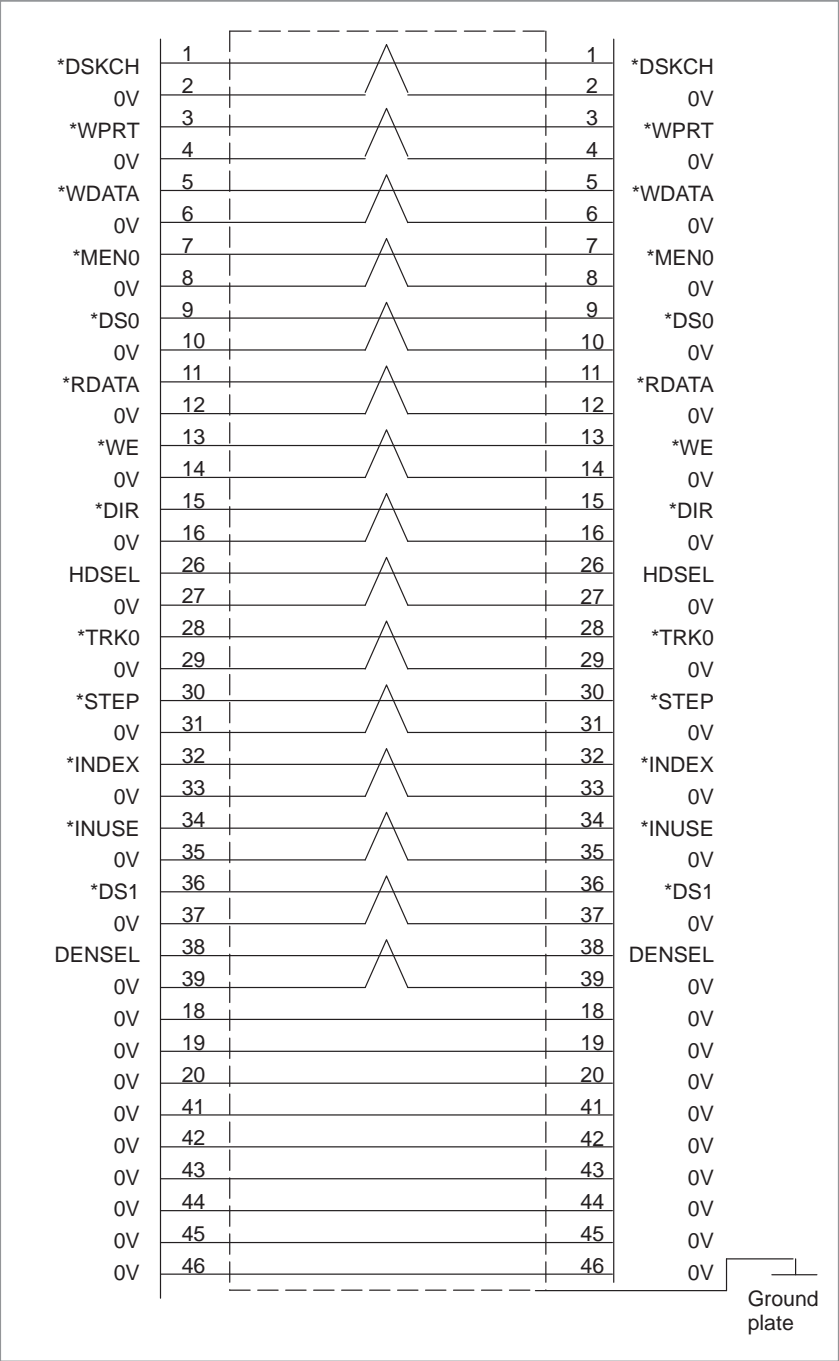 *DSKCH 1 1 *DSKCH
0V 2 2 0V
*WPRT 3 3 *WPRT
0V 4 4 0V
*WDATA 5 5 *WDATA
0V 6 6 0V
*MEN0 7 7 *MEN0
0V 8 8 0V
*DS0 9 9 *DS0
0V 10 10 0V
*RDATA 11 11 *RDATA
0V 12 12 0V
*WE 13 13 *WE
0V 14 14 0V
*DIR 15 15 *DIR
0V 16 16 0V
HDSEL 26 26 HDSEL
0V 27 27 0V
*TRK0 28 28 *TRK0
0V 29 29 0V
*STEP 30 30 *STEP
0V 31 31 0V
*INDEX 32 32 *INDEX
0V 33 33 0V
*INUSE 34 34 *INUSE
0V 35 35 0V
*DS1 36 36 *DS1
0V 37 37 0V
DENSEL 38 38 DENSEL
0V 39 39 0V
0V 18 18 0V
0V 19 19 0V
0V 20 20 0V
0V 41 41 0V
0V 42 42 0V
0V 43 43 0V
0V 44 44 0V
0V 45 45 0V
0V 46 46 0V
Ground
plate